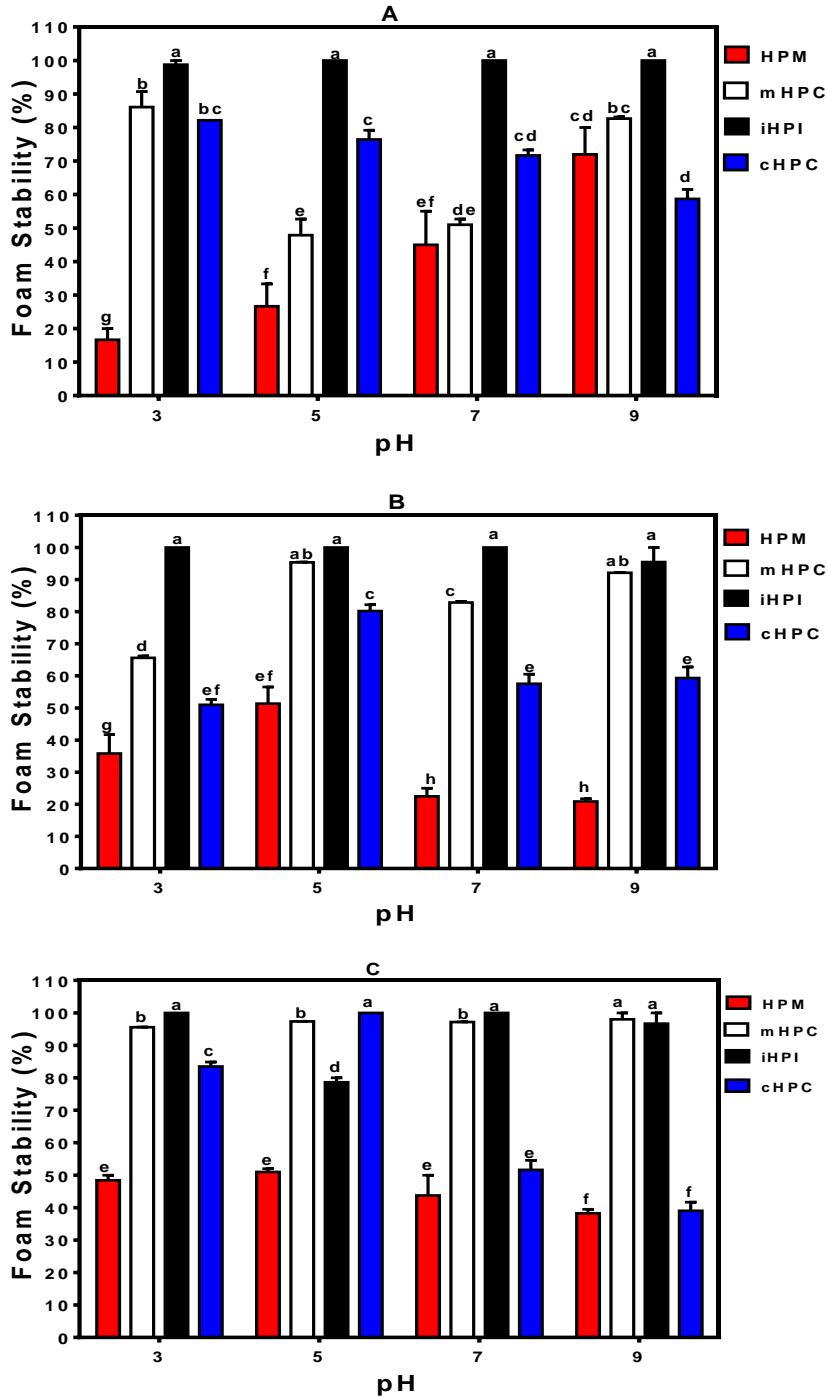 A
Foam Stability (%)
110
100
90
80
70
60
50
40
30
20
10
0
g
b
a
bc
f
e
a
c
ef
de
a
cd
cd
bc
a
d
3
5
7
9
pH
HPM
mHPC
iHPI
cHPC
B
Foam Stability (%)
110
100
90
80
70
60
50
40
30
20
10
0
g
d
a
ef
ef
ab
a
c
h
c
a
e
h
ab
a
e
3
5
7
9
pH
HPM
mHPC
iHPI
cHPC
C
Foam Stability (%)
110
100
90
80
70
60
50
40
30
20
10
0
e
b
a
c
e
b
d
a
e
b
a
e
f
a
a
f
3
5
7
9
pH
HPM
mHPC
iHPI
cHPC